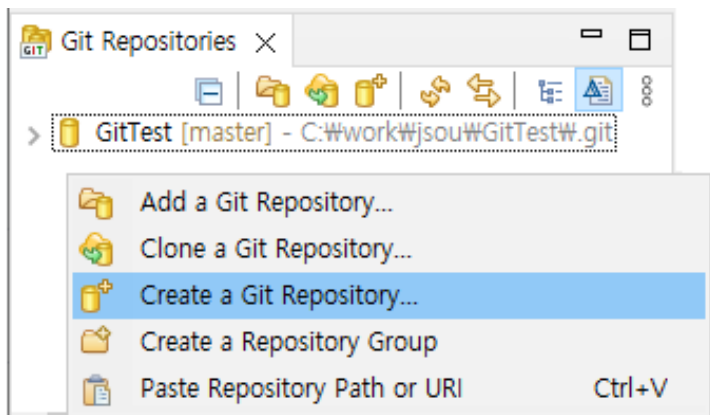 GIT Git Repositories
GitTest [master] - C:₩work₩jsou₩GitTest₩.git
Add a Git Repository...
Clone a Git Repository...
Create a Git Repository...
Create a Repository Group
Paste Repository Path or URI Ctrl+V